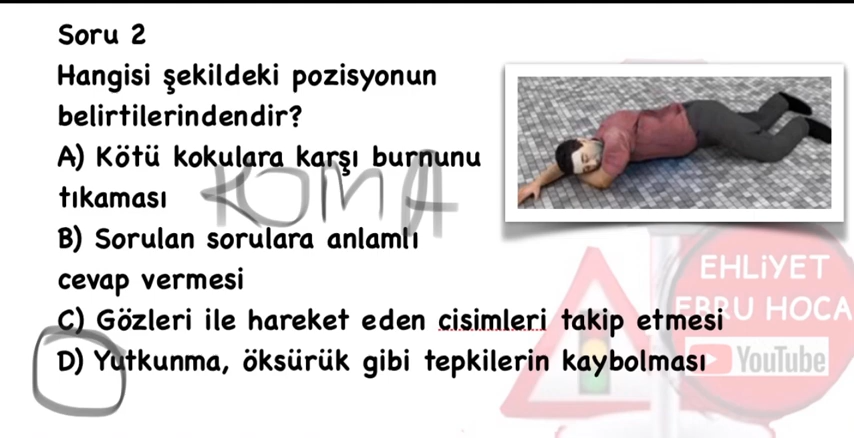 Soru 2
Hangisi şekildeki pozisyonun
belirtilerindendir?
A) Kötü kokulara karşı burnunu
tıkaması
KOMA
B) Sorulan sorulara anlamlı
cevap vermesi
C) Gözleri ile hareket eden cisimleri takip etmesi
D) Yutkunma, öksürük gibi tepkilerin kaybolması
EHLİYET
EBRU HOCA
YouTube